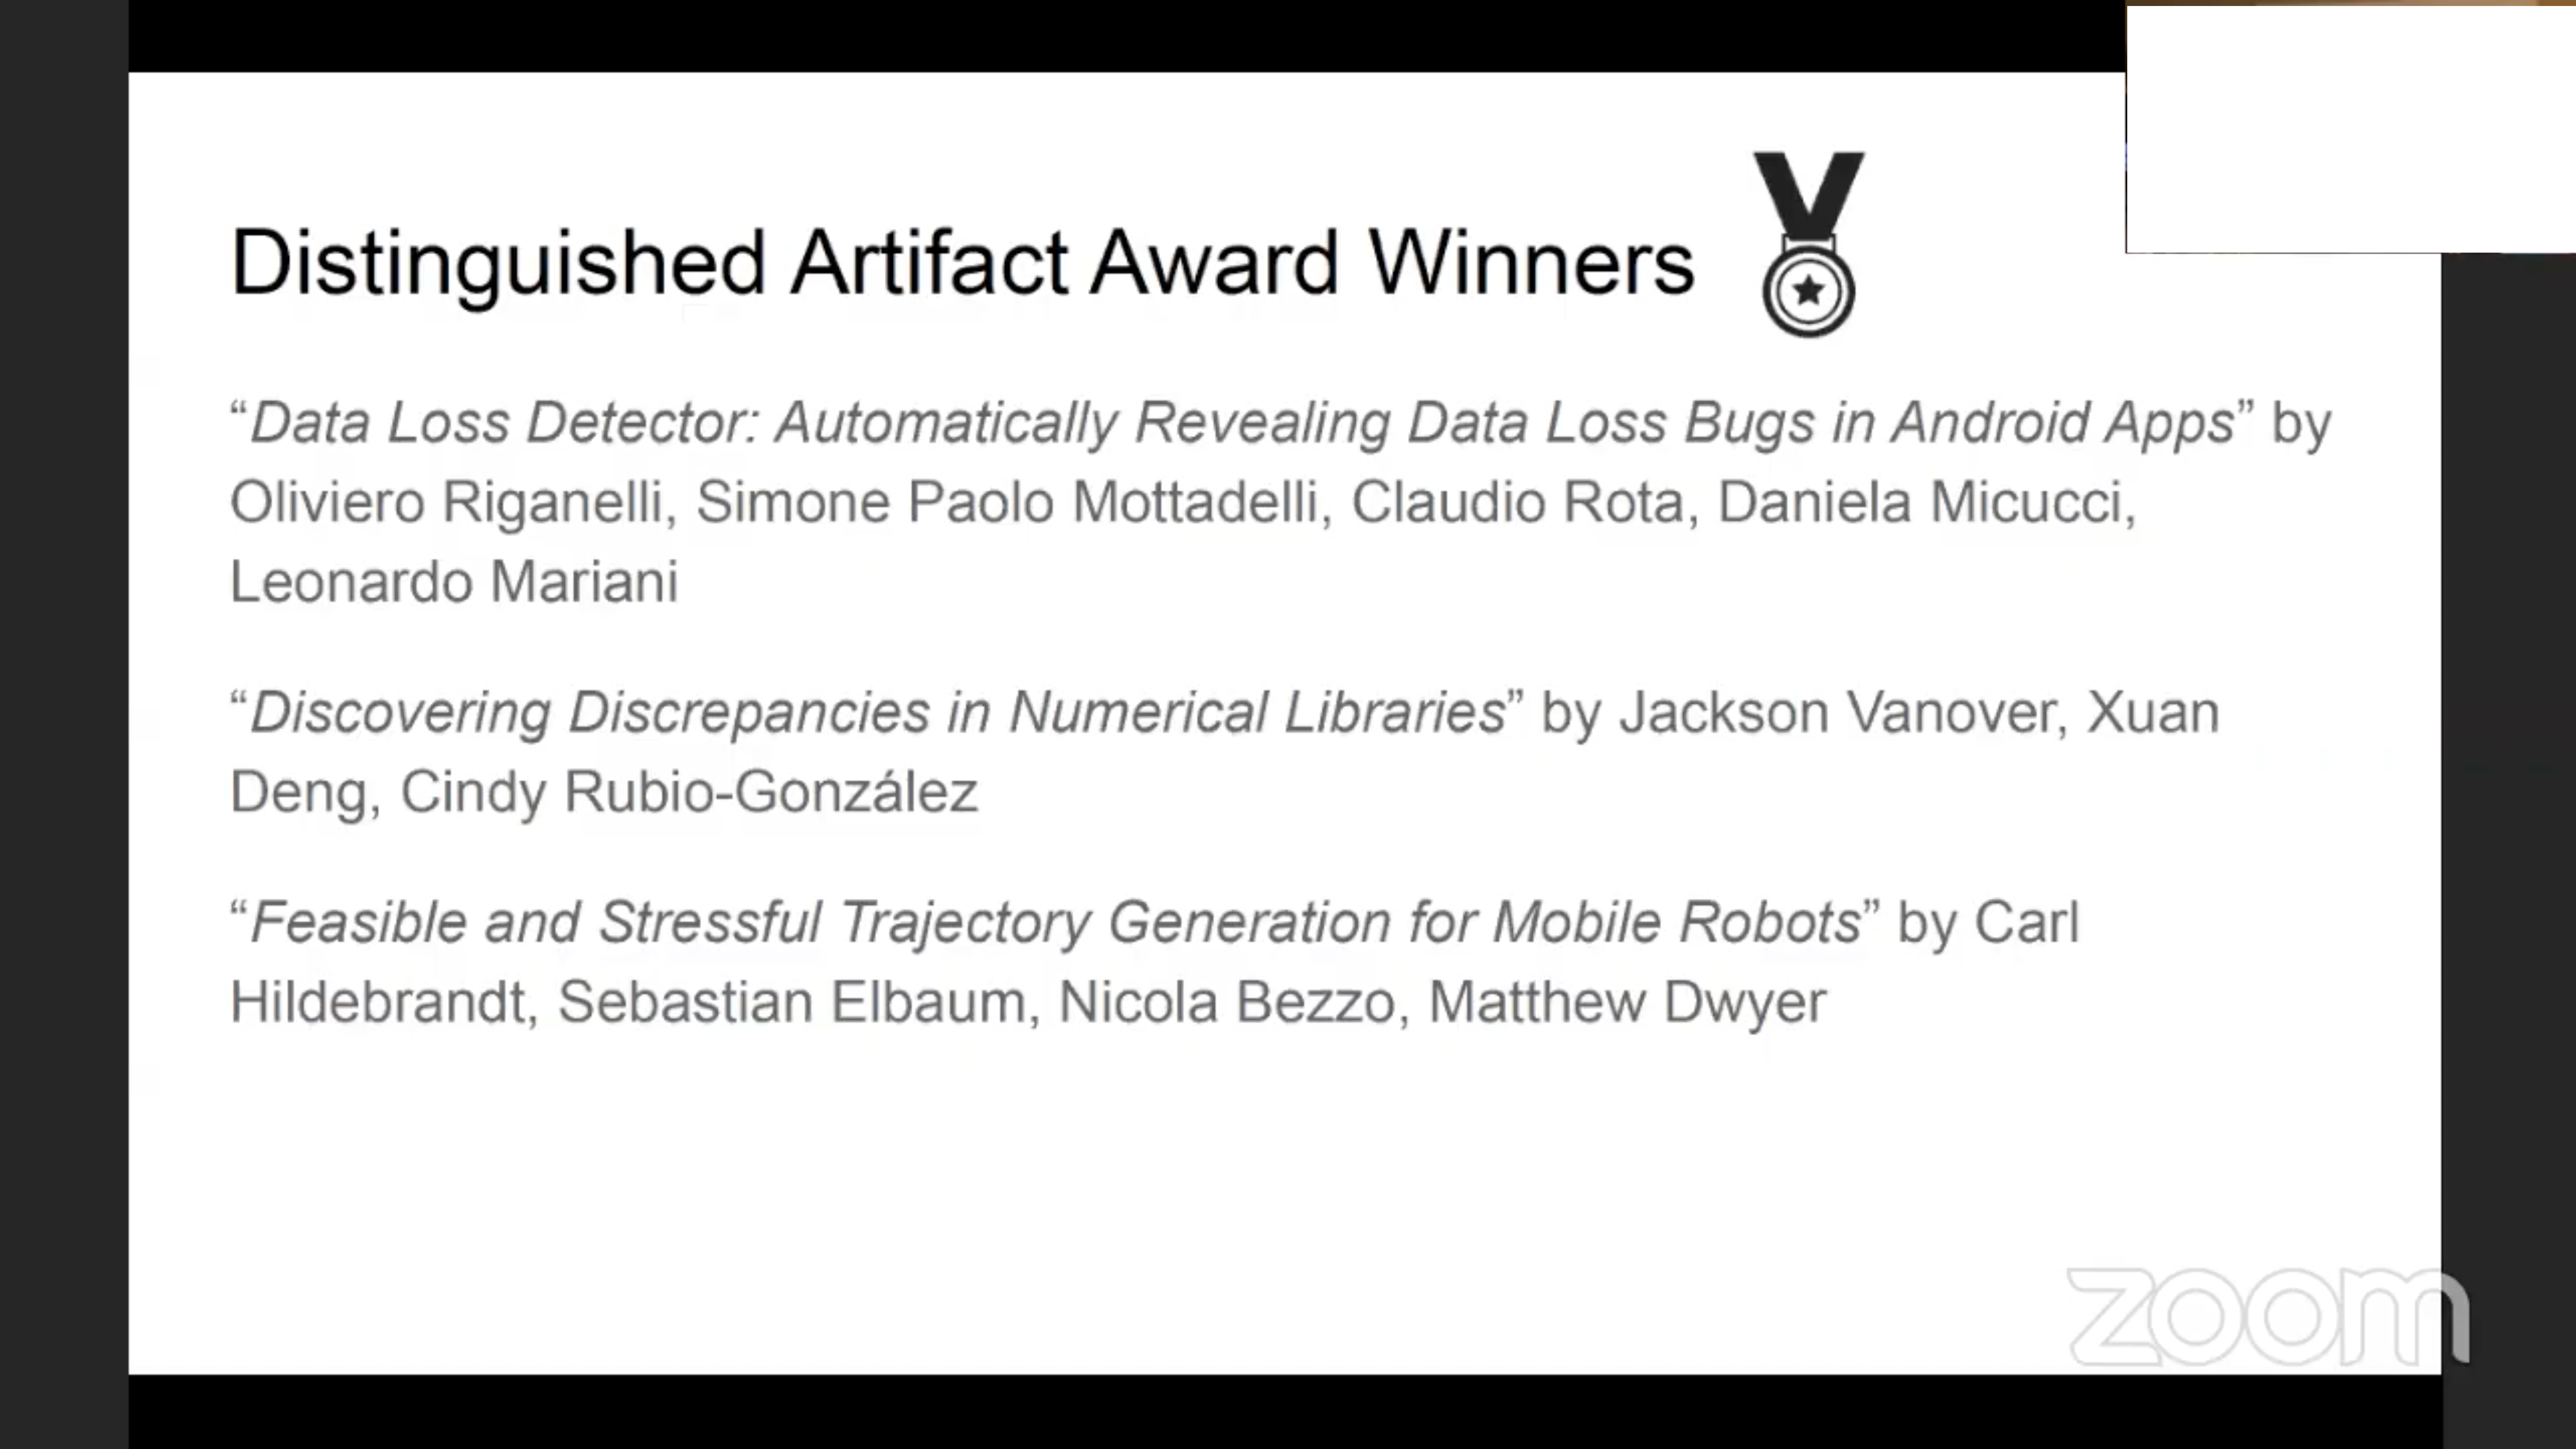 Distinguished Artifact Award Winners
“Data Loss Detector: Automatically Revealing Data Loss Bugs in Android Apps” by
Oliviero Riganelli, Simone Paolo Mottadelli, Claudio Rota, Daniela Micucci,
Leonardo Mariani
“Discovering Discrepancies in Numerical Libraries” by Jackson Vanover, Xuan
Deng, Cindy Rubio-González
“Feasible and Stressful Trajectory Generation for Mobile Robots” by Carl
Hildebrandt, Sebastian Elbaum, Nicola Bezzo, Matthew Dwyer
zoom